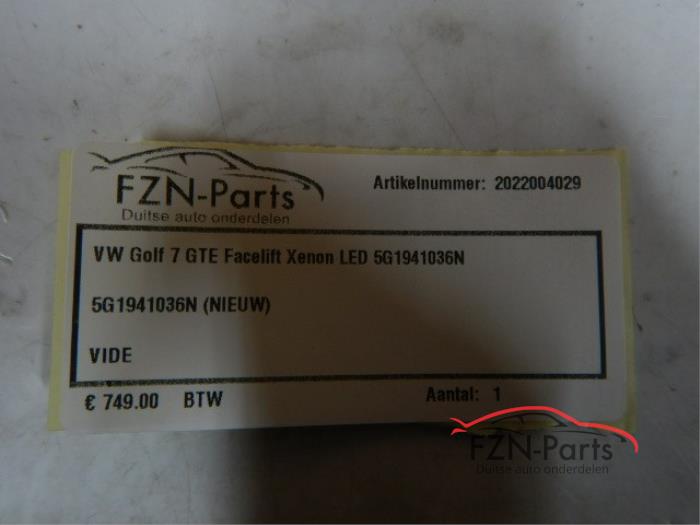 FZN-Parts
Duitse auto onderdelen
Artikelnummer: 2022004029
VW Golf 7 GTE Facelift Xenon LED 5G1941036N
5G1941036N (NIEUW)
VIDE
€ 749.00 BTW
Aantal: 1
FZN-Parts
Duitse auto onderdelen